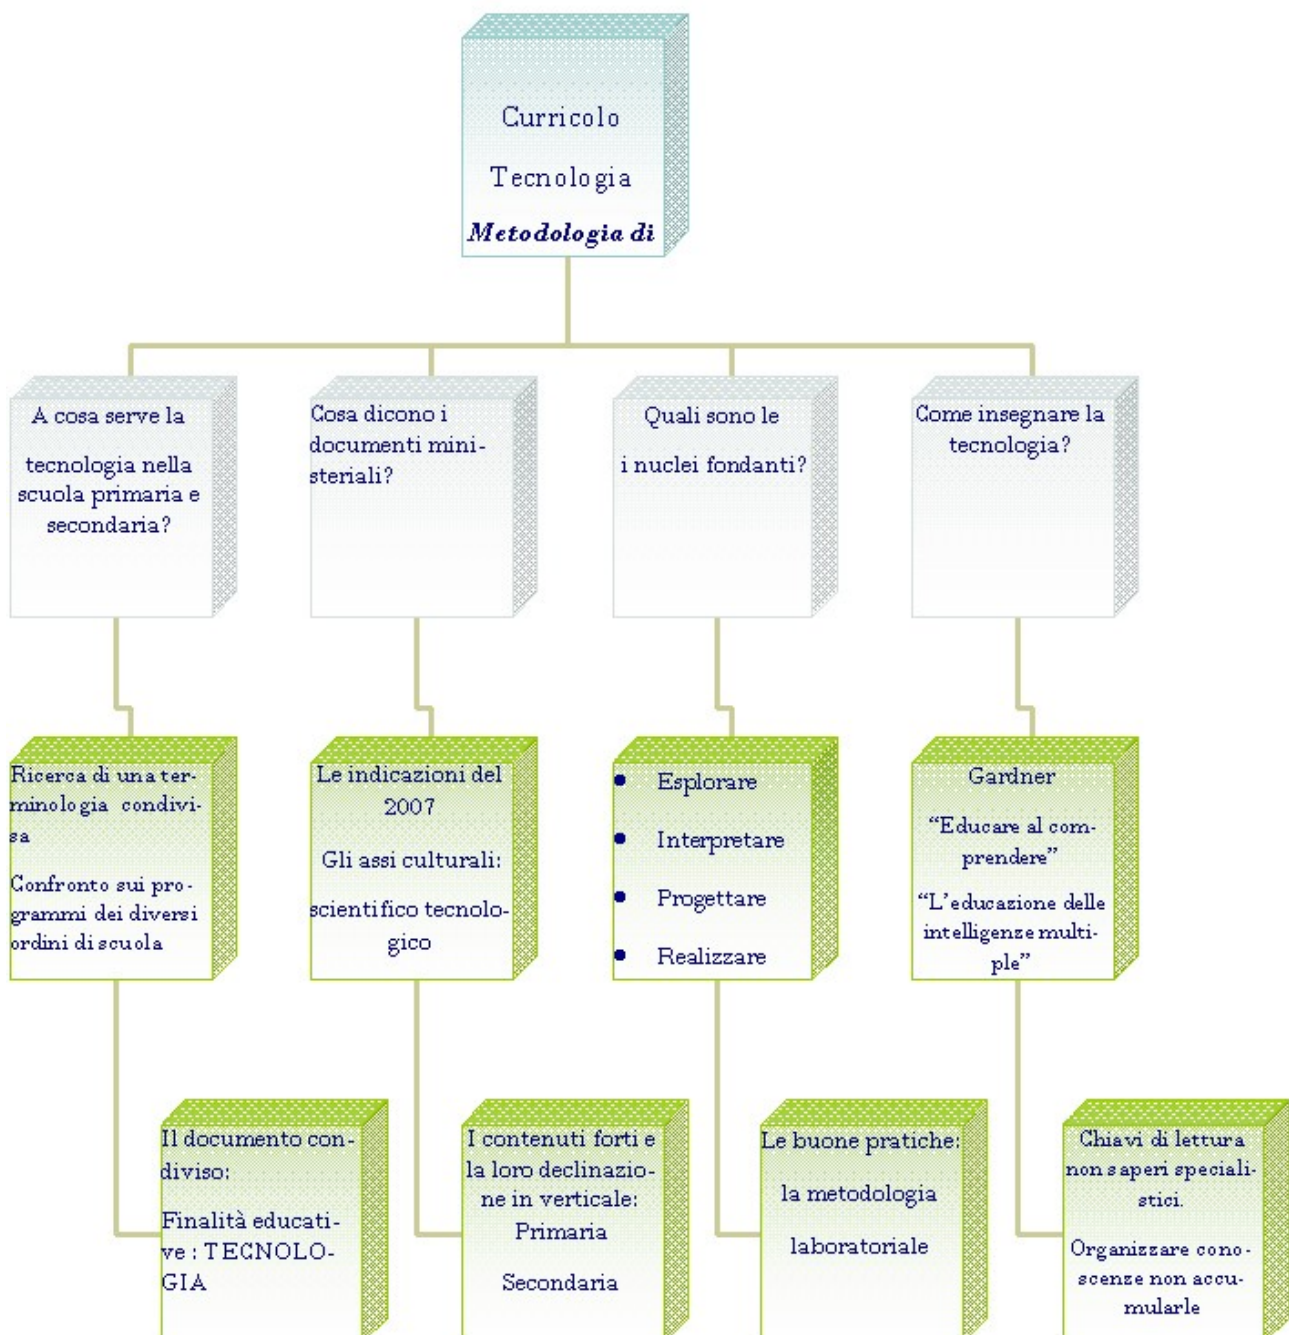 Curricolo
Tecnologia
Metodologia di
A cosa serve la
tecnologia nella
scuola primaria e
secondaria?
Cosa dicono i
documenti mini-
steriali?
Quali sono le
i nuclei fondanti?
Come insegnare la
tecnologia?
Ricerca di una ter-
minologia condivi-
sa
Confronto sui pro-
grammi dei diversi
ordini di scuola
Le indicazioni del
2007
Gli assi culturali:
scientifico tecnolo-
gico
• Esplorare
• Interpretare
• Progettare
• Realizzare
Gardner
“Educare al com-
prendere”
“L’educazione delle
intelligenze multi-
ple”
Il documento con-
diviso:
Finalità educati-
ve : TECNOLO-
GIA
I contenuti forti e
la loro declinazio-
ne in verticale:
Primaria
Secondaria
Le buone pratiche:
la metodologia
laboratoriale
Chiavi di lettura
non saperi speciali-
stici.
Organizzare cono-
scenze non accu-
mularle